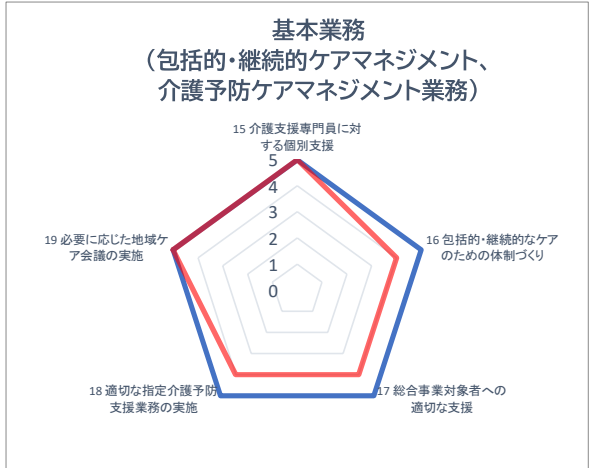 基本業務
（包括的・継続的ケアマネジメント、
介護予防ケアマネジメント業務）
15 介護支援専門員に対
する個別支援
5
4
3
2
1
0
19 必要に応じた地域ケ
ア会議の実施
16 包括的・継続的なケア
のための体制づくり
18 適切な指定介護予防
支援業務の実施
17 総合事業対象者への
適切な支援